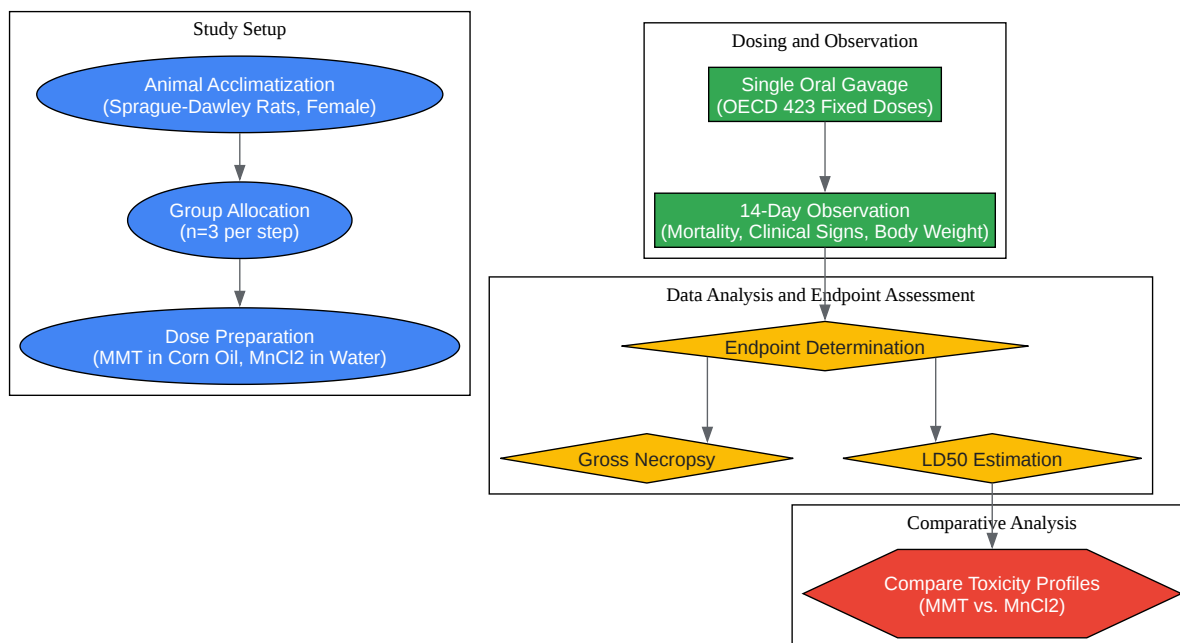 Study Setup
Animal Acclimatization
(Sprague-Dawley Rats, Female)
Group Allocation
(n=3 per step)
Dose Preparation
(MMT in Corn Oil, MnCl2 in Water)
Dosing and Observation
Single Oral Gavage
(OECD 423 Fixed Doses)
14-Day Observation
(Mortality, Clinical Signs, Body Weight)
Data Analysis and Endpoint Assessment
Endpoint Determination
Gross Necropsy
LD50 Estimation
Comparative Analysis
Compare Toxicity Profiles
(MMT vs. MnCl2)